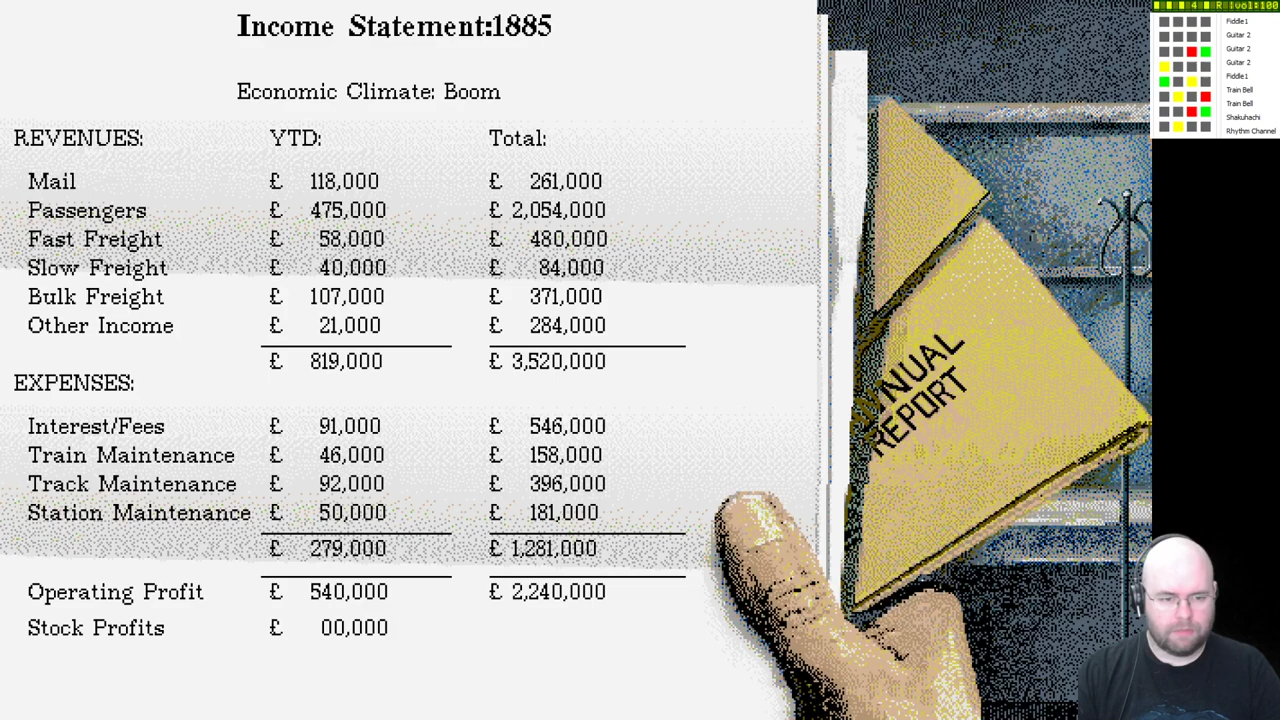 Income Statement:1885
Economic Climate: Boom
REVENUES: YTD: Total:
Mail £ 118,000 £ 261,000
Passengers £ 475,000 £ 2,054,000
Fast Freight £ 58,000 £ 480,000
Slow Freight £ 40,000 £ 84,000
Bulk Freight £ 107,000 £ 371,000
Other Income £ 21,000 £ 284,000
£ 819,000 £ 3,520,000
EXPENSES:
Interest/Fees £ 91,000 £ 546,000
Train Maintenance £ 46,000 £ 158,000
Track Maintenance £ 92,000 £ 396,000
Station Maintenance £ 50,000 £ 181,000
£ 279,000 £ 1,281,000
Operating Profit £ 540,000 £ 2,240,000
Stock Profits £ 00,000
REPORT
4 R vol:100
Fiddle1
Guitar 2
Guitar 2
Guitar 2
Fiddle1
Train Bell
Train Bell
Shakuhachi
Rhythm Channel